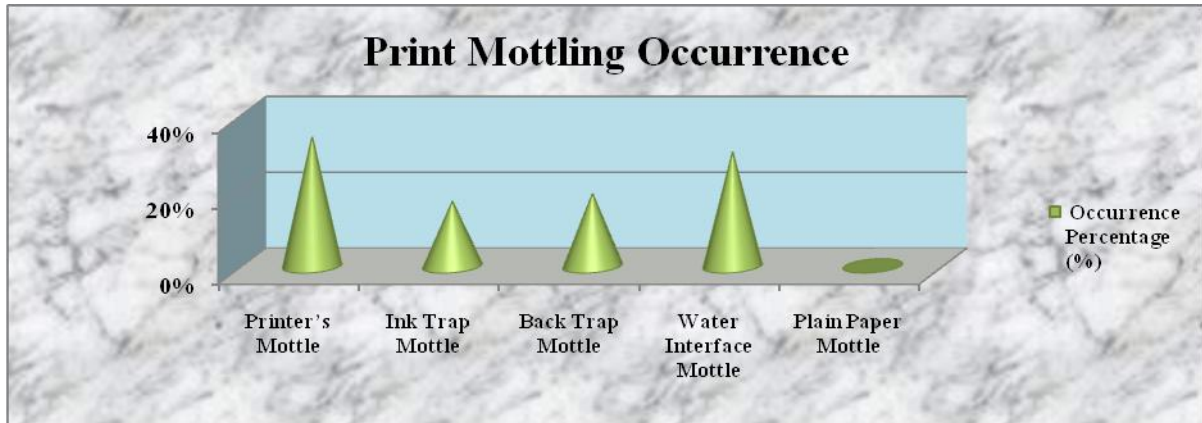 Print Mottling Occurrence
40%
20%
0%
Printer’s
Mottle
Ink Trap
Mottle
Back Trap
Mottle
Water
Interface
Mottle
Plain Paper
Mottle
Occurrence
Percentage
(%)